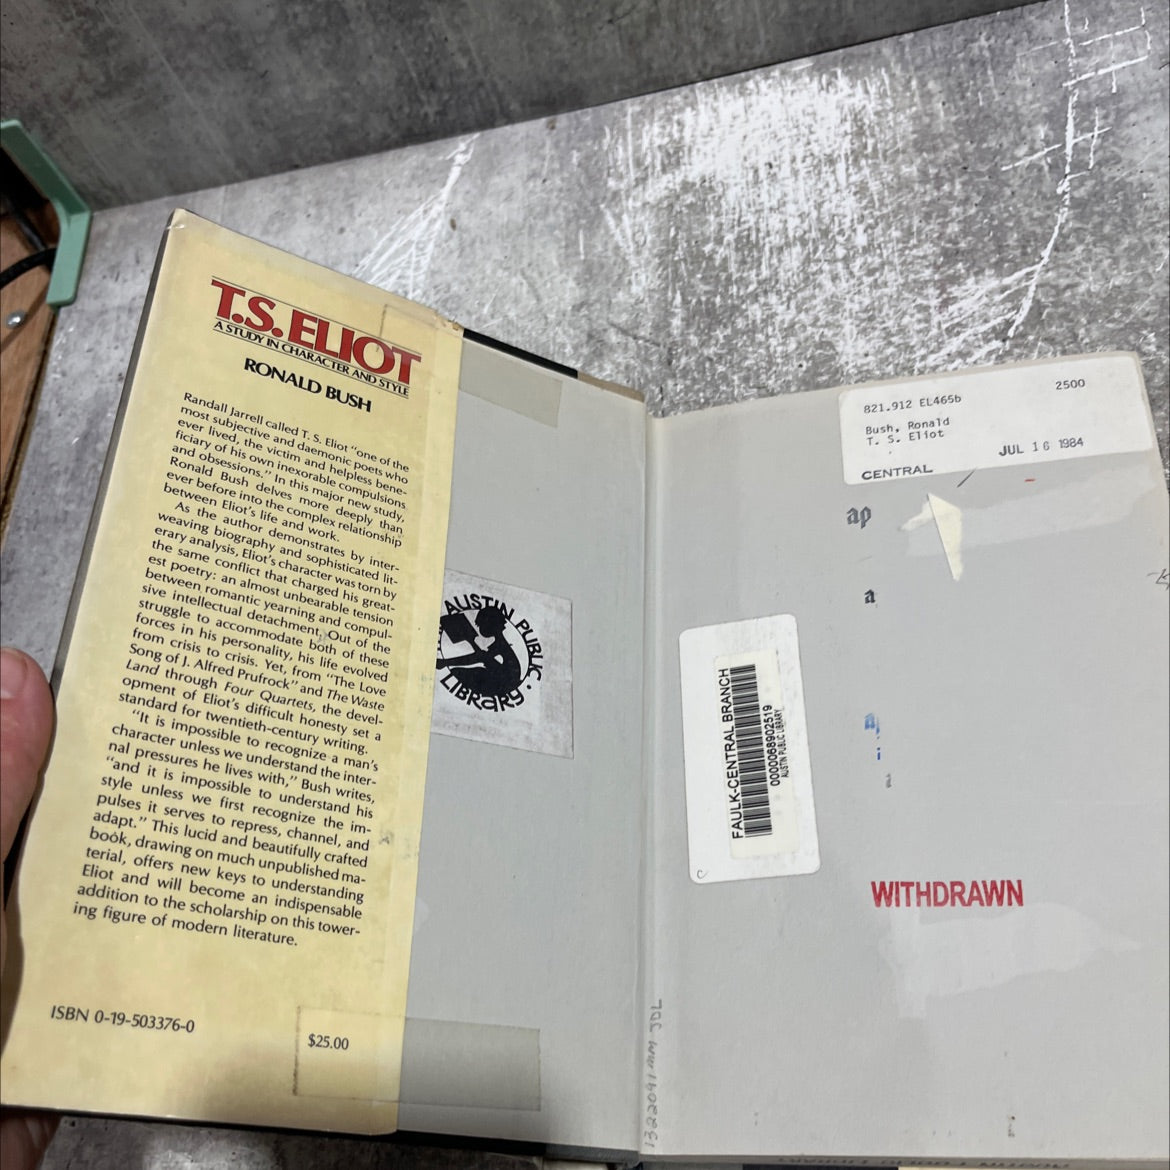 T.S. ELIOT
A STUDY IN CHARACTER AND STYLE
RONALD BUSH
Randall Jarrell called T. S. Eliot "one of the
most subjective and daemonic poets who
ever lived, the victim and helpless bene-
ficiary of his own inexorable compulsions
and obsessions." In this major new study,
Ronald Bush delves more deeply than
ever before into the complex relationship
between Eliot's life and work.
As the author demonstrates by inter-
weaving biography and sophisticated lit-
erary analysis, Eliot's character was torn by
the same conflict that charged his great-
est poetry: an almost unbearable tension
between romantic yearning and compul-
sive intellectual detachment. Out of the
struggle to accommodate both of these
forces in his personality, his life evolved
from crisis to crisis. Yet, from "The Love
Song of J. Alfred Prufrock" and The Waste
Land through Four Quartets, the devel-
opment of Eliot's difficult honesty set a
standard for twentieth-century writing.
"It is impossible to recognize a man's
character unless we understand the inter-
nal pressures he lives with," Bush writes,
"and it is impossible to understand his
style unless we first recognize the im-
pulses it serves to repress, channel, and
adapt." This lucid and beautifully crafted
book, drawing on much unpublished ma-
terial, offers new keys to understanding
Eliot and will become an indispensable
addition to the scholarship on this tower-
ing figure of modern literature.
ISBN 0-19-503376-0
$25.00
AUSTIN PUBLIC
LIBRARY
2500
821.912 EL465b
Bush, Ronald
T. S. Eliot
JUL 16 1984
CENTRAL
ap
a
a
FAULK-CENTRAL BRANCH
0000068902519
AUSTIN PUBLIC LIBRARY
C
WITHDRAWN
1322091 MM JDL